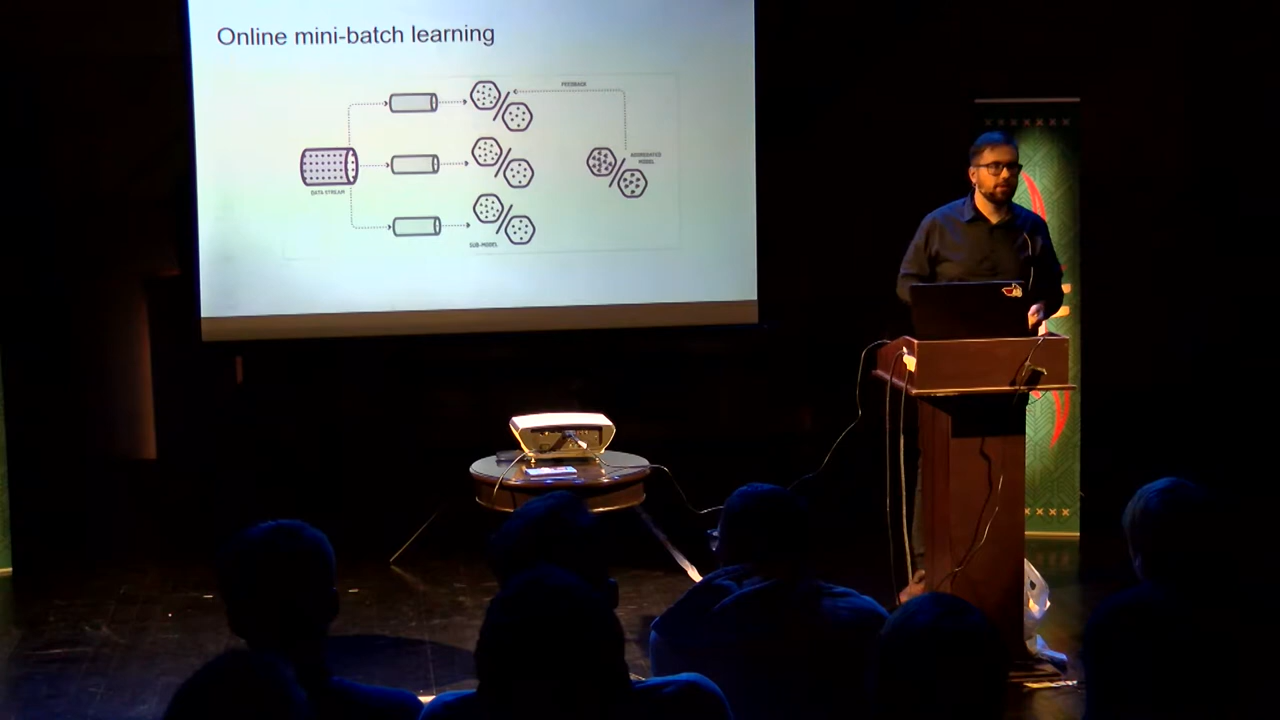 Online mini-batch learning
FEEDBACK
AGGREGATED
MODEL
DATA STREAM
SUB-MODEL